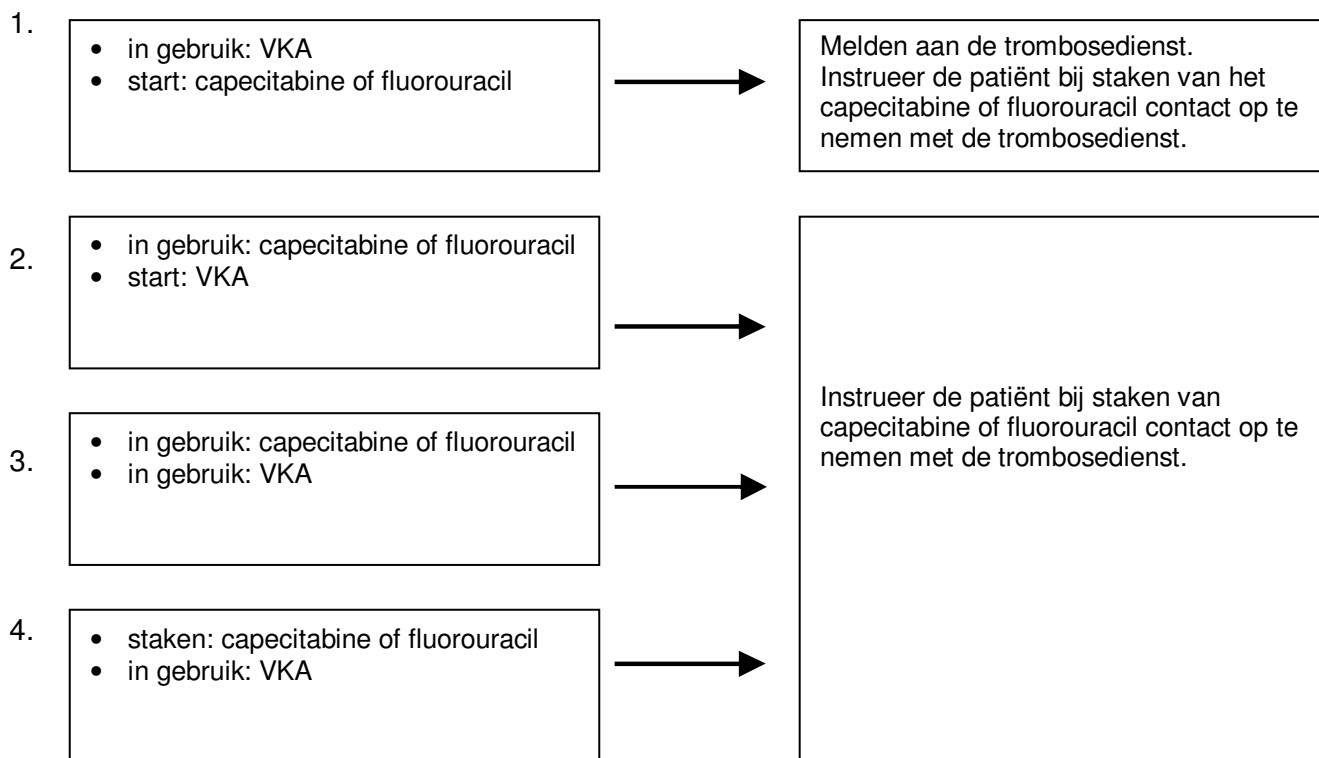 1.
• in gebruik: VKA
• start: capecitabine of fluorouracil
Melden aan de trombosedienst.
Instrueer de patiënt bij staken van het
capecitabine of fluorouracil contact op te
nemen met de trombosedienst.
2.
• in gebruik: capecitabine of fluorouracil
• start: VKA
3.
• in gebruik: capecitabine of fluorouracil
• in gebruik: VKA
4.
• staken: capecitabine of fluorouracil
• in gebruik: VKA
Instrueer de patiënt bij staken van
capecitabine of fluorouracil contact op te
nemen met de trombosedienst.